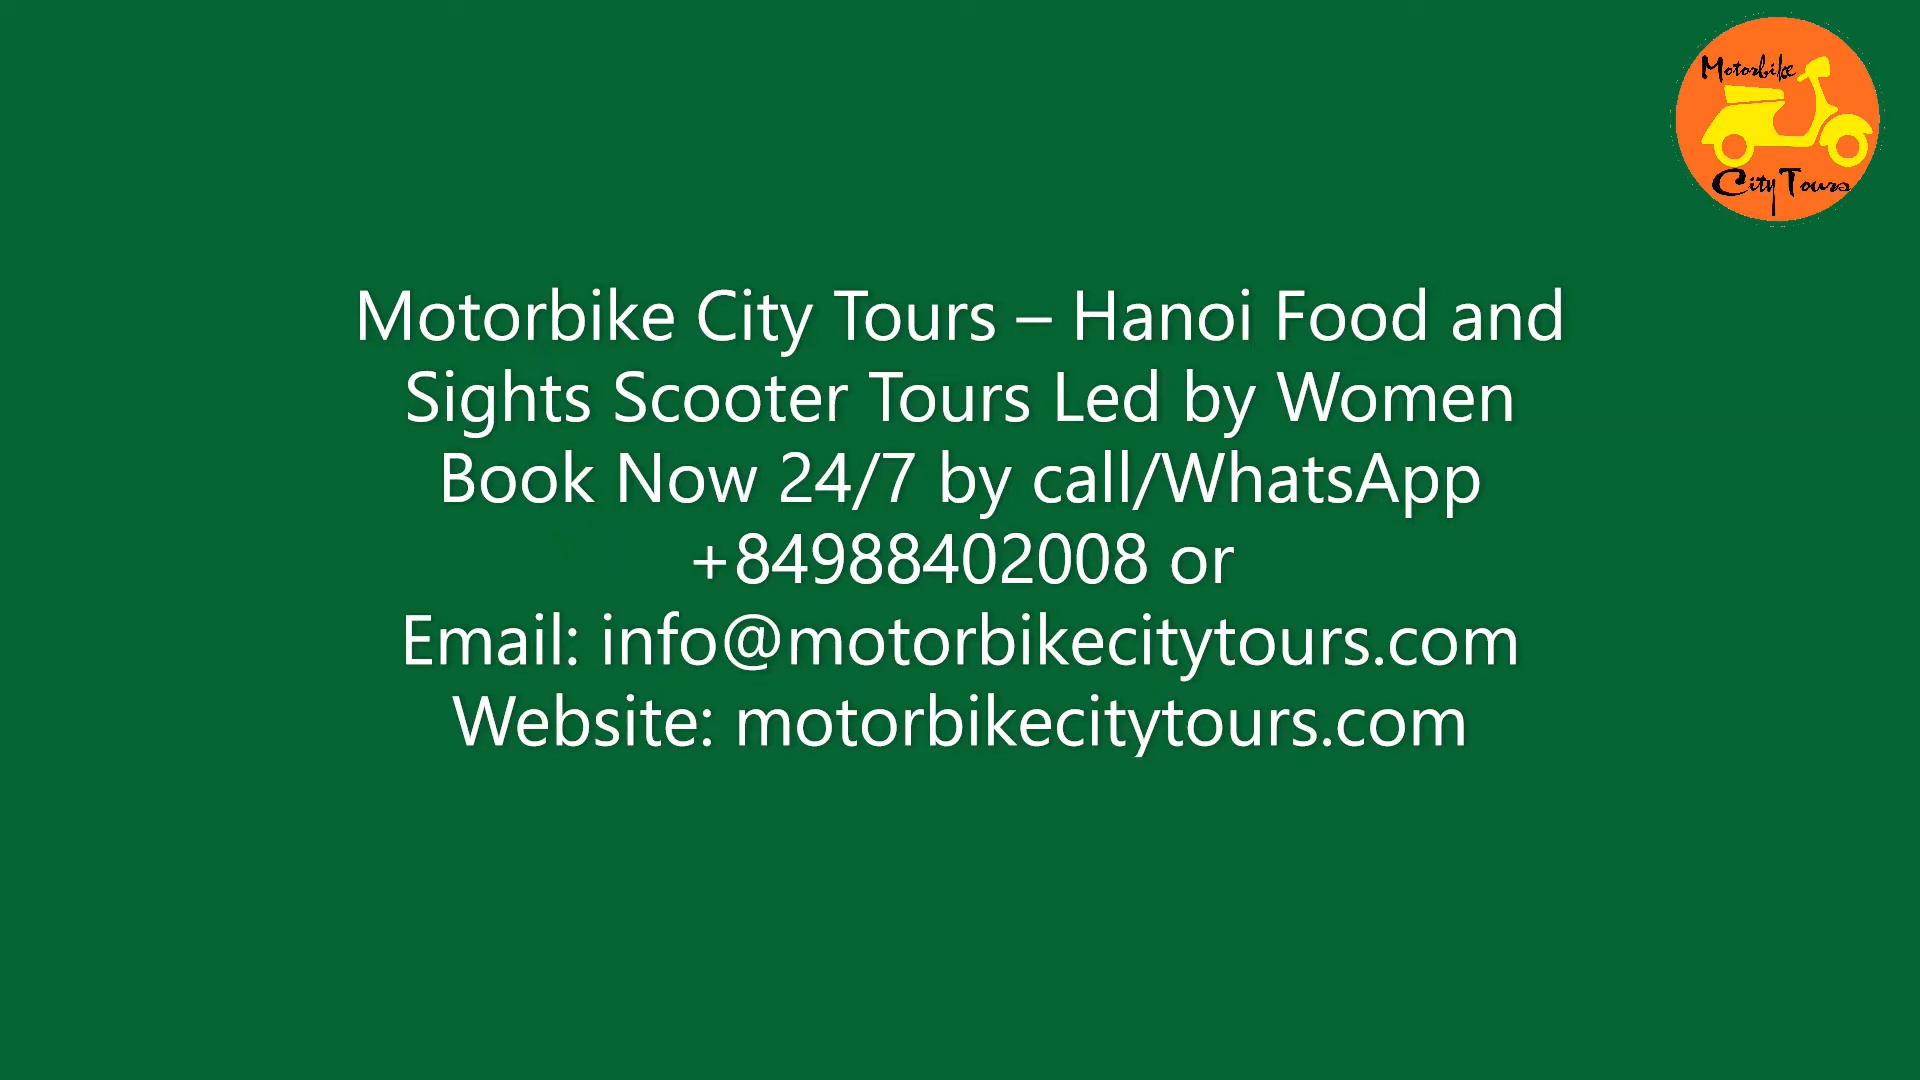 Motorbike
City Tours
Motorbike City Tours – Hanoi Food and
Sights Scooter Tours Led by Women
Book Now 24/7 by call/WhatsApp
+84988402008 or
Email: info@motorbikecitytours.com
Website: motorbikecitytours.com